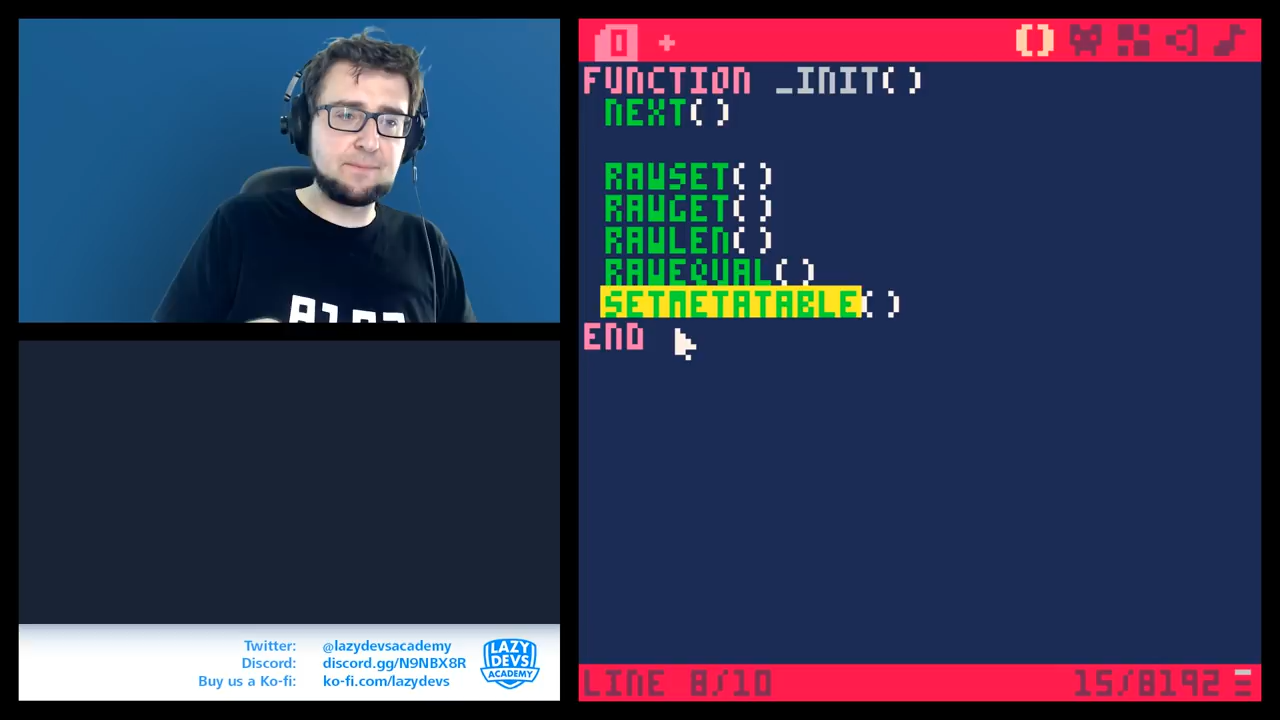 0 +
FUNCTION _INIT()
NEXT()
RAWSET()
RAWGET()
RAWLEN()
RAWEQUAL()
SETMETATABLE()
END
LINE 8/10
15/8192
Twitter: @lazydevsacademy
Discord: discord.gg/N9NBX8R
Buy us a Ko-fi: ko-fi.com/lazydevs
LAZY
DEVS
ACADEMY